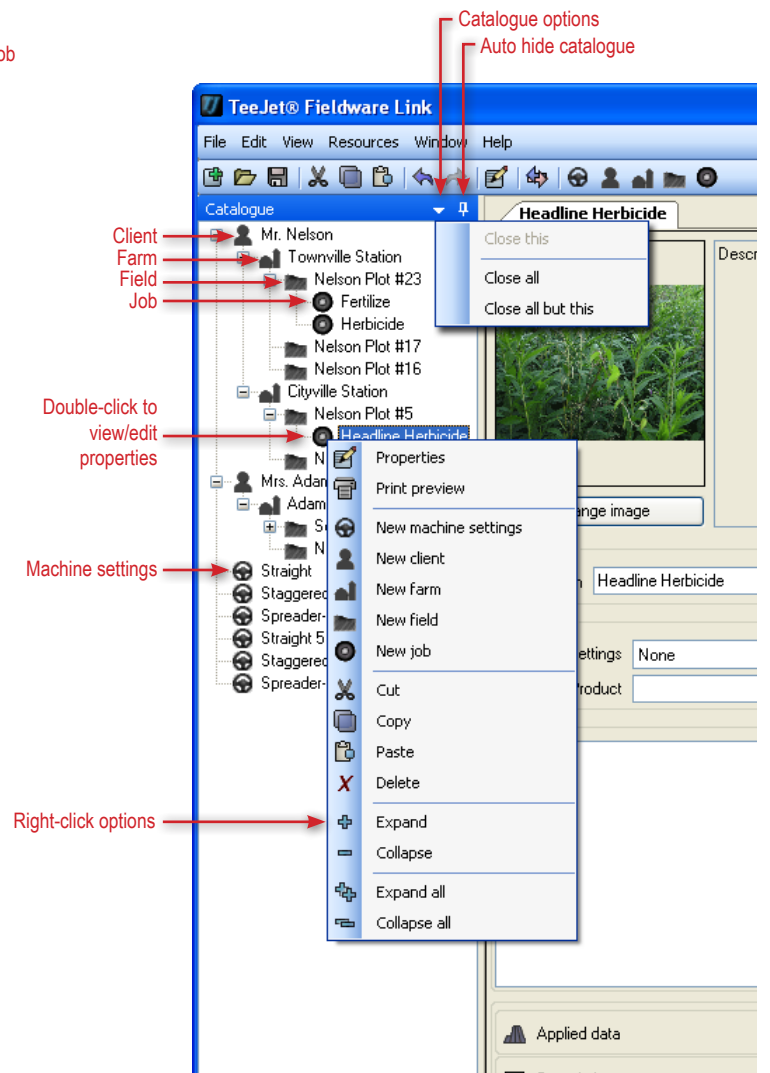 Catalogue options
Auto hide catalogue
TeeJet® Fieldware Link
File Edit View Resources Window Help
Catalogue
Headline Herbicide
Client
Mr. Nelson
Close this
Farm
Townville Station
Field
Nelson Plot #23
Close all
Job
Fertilize
Close all but this
Herbicide
Nelson Plot #17
Nelson Plot #16
Cityville Station
Double-click to
view/edit
properties
Nelson Plot #5
Headline Herbicide
N
Properties
Mrs. Adam
Print preview
Adam
New machine settings
N
New client
Machine settings
Straight
Staggered
New farm
Spreader-
New field
Straight 5
New job
Staggered
Spreader-
Cut
Copy
Paste
X Delete
Right-click options
Expand
Collapse
Expand all
Collapse all
Descr
ange image
Headline Herbicide
ettings None
Product
Applied data